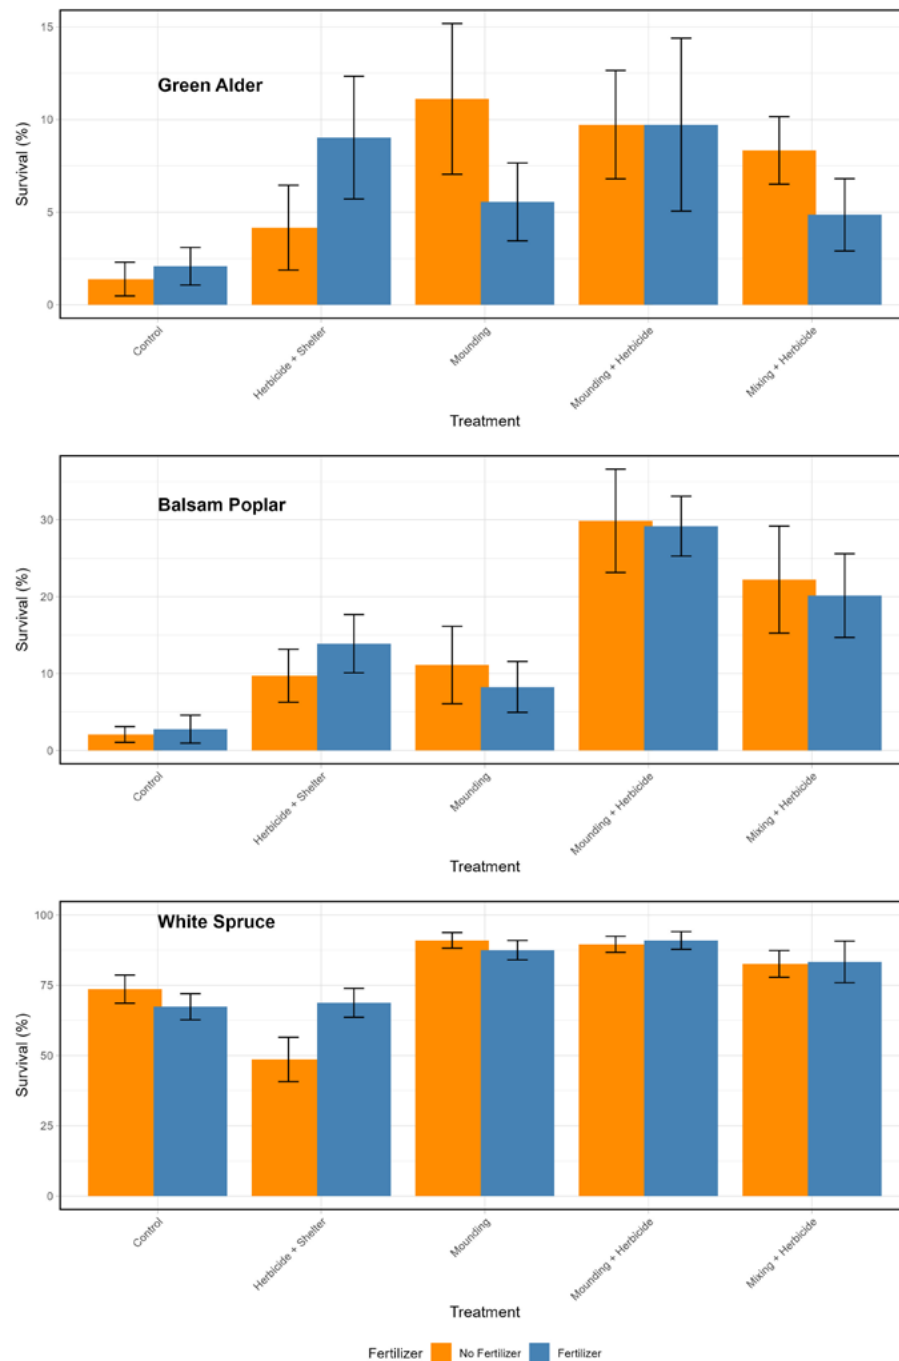 Green Alder
Survival (%)
15
10
5
0
Control
Herbicide + Shelter
Mounding
Mounding + Herbicide
Mixing + Herbicide
Treatment
Balsam Poplar
Survival (%)
30
20
10
0
Control
Herbicide + Shelter
Mounding
Mounding + Herbicide
Mixing + Herbicide
Treatment
White Spruce
Survival (%)
100
75
50
25
0
Control
Herbicide + Shelter
Mounding
Mounding + Herbicide
Mixing + Herbicide
Treatment
Fertilizer No Fertilizer Fertilizer